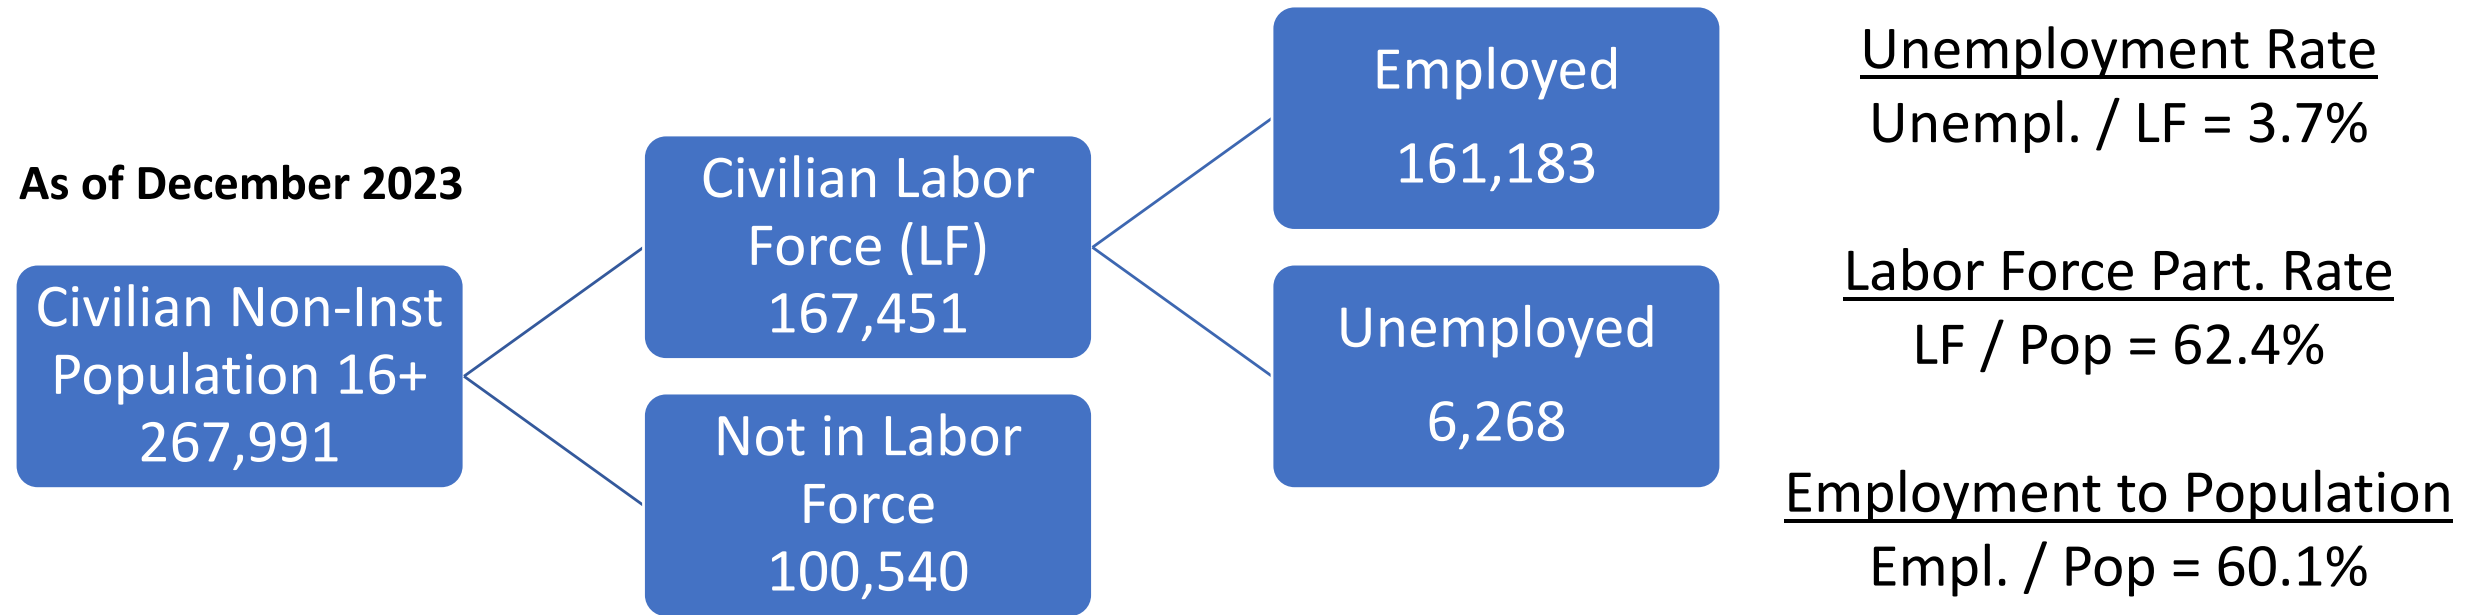 As of December 2023
Civilian Non-Inst
Population 16+
267,991
Civilian Labor
Force (LF)
167,451
Not in Labor
Force
100,540
Employed
161,183
Unemployed
6,268
Unemployment Rate
Unempl. / LF = 3.7%
Labor Force Part. Rate
LF / Pop = 62.4%
Employment to Population
Empl. / Pop = 60.1%